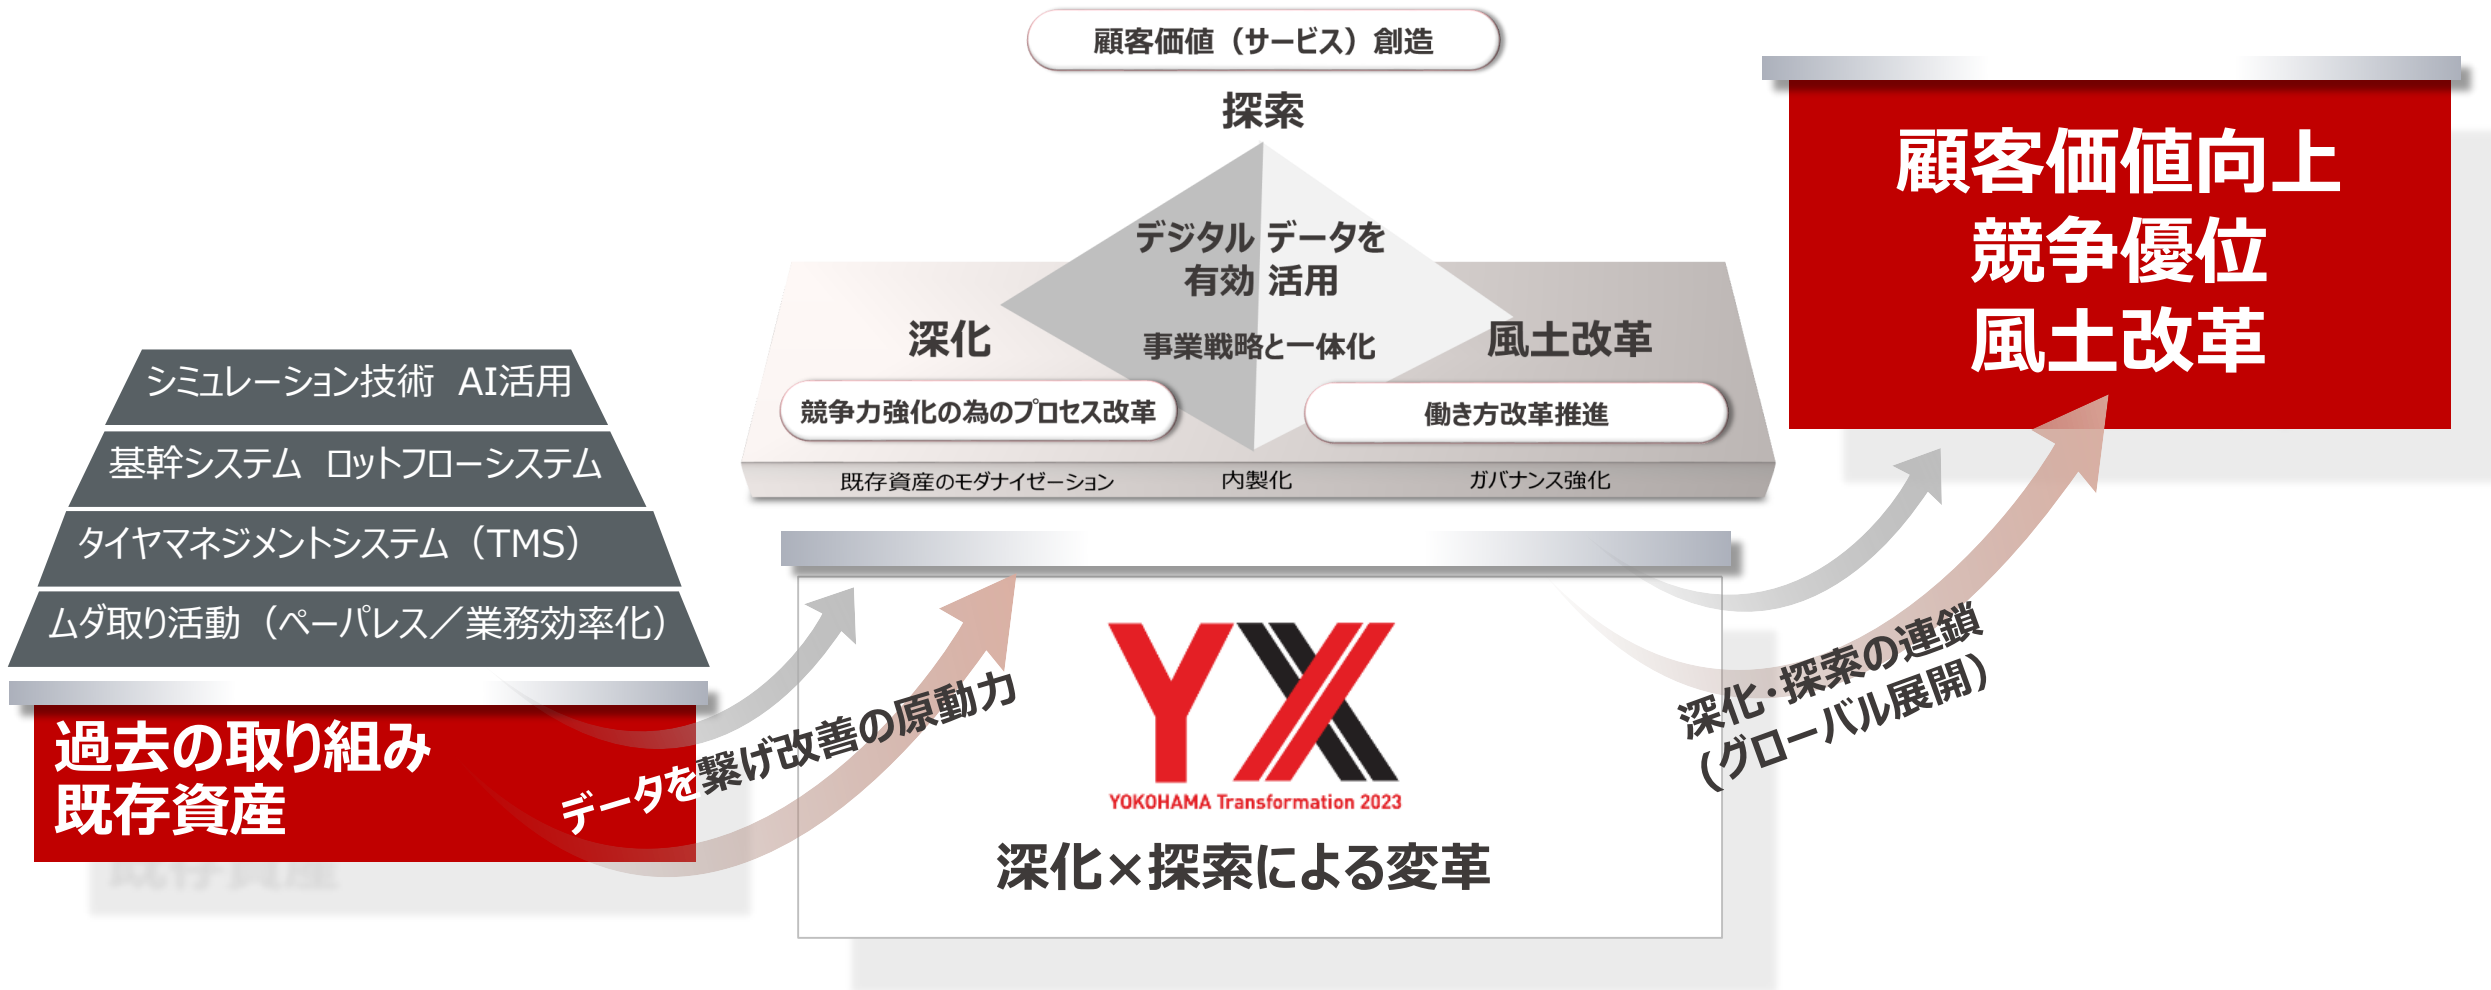 顧客価値（サービス）創造
探索
デジタル データを
有効 活用
事業戦略と一体化
深化
風土改革
競争力強化の為のプロセス改革
働き方改革推進
既存資産のモダナイゼーション
内製化
ガバナンス強化
シミュレーション技術　AI活用
基幹システム　ロットフローシステム
タイヤマネジメントシステム（TMS）
ムダ取り活動（ペーパレス／業務効率化）
過去の取り組み
既存資産
データを繋げ改善の原動力
YX
YOKOHAMA Transformation 2023
深化×探索による変革
深化・探索の連鎖
（グローバル展開）
顧客価値向上
競争優位
風土改革